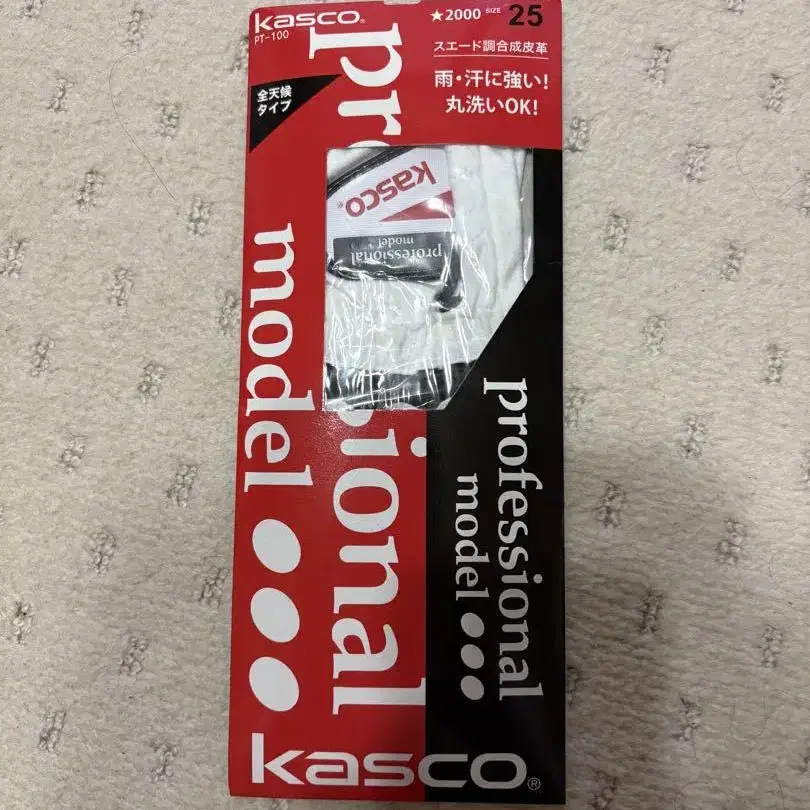 Kasco®
PT-100
★2000 SIZE 25
スエード調合成皮革
雨・汗に強い!
丸洗いOK!
全天候
タイプ
Kasco®
professional
model
professional
model
professional
model
Kasco®